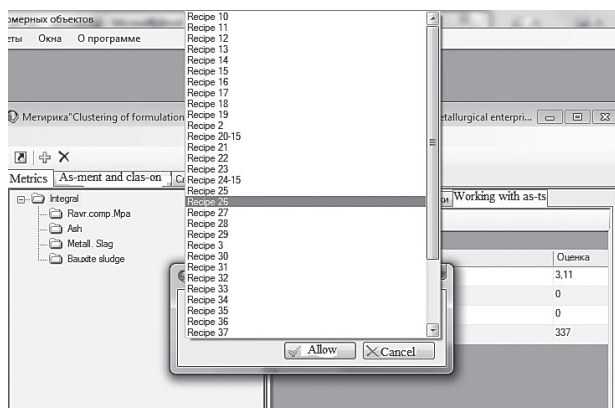 омерных объектов
еты Окна О программе
Метирика"Clustering of formulation
etallurgical enterpri...
Metrics As-ment and clas-on
ки Working with as-ts
Integral
Ravr.comp.Mpa
Ash
Metall. Slag
Bauxite sludge
Recipe 10
Recipe 11
Recipe 12
Recipe 13
Recipe 14
Recipe 15
Recipe 16
Recipe 17
Recipe 18
Recipe 19
Recipe 2
Recipe 20-15
Recipe 21
Recipe 22
Recipe 23
Recipe 24-15
Recipe 25
Recipe 26
Recipe 27
Recipe 28
Recipe 29
Recipe 3
Recipe 30
Recipe 31
Recipe 32
Recipe 33
Recipe 34
Recipe 35
Recipe 36
Recipe 37
Оценка
3,11
0
0
337
Allow Cancel